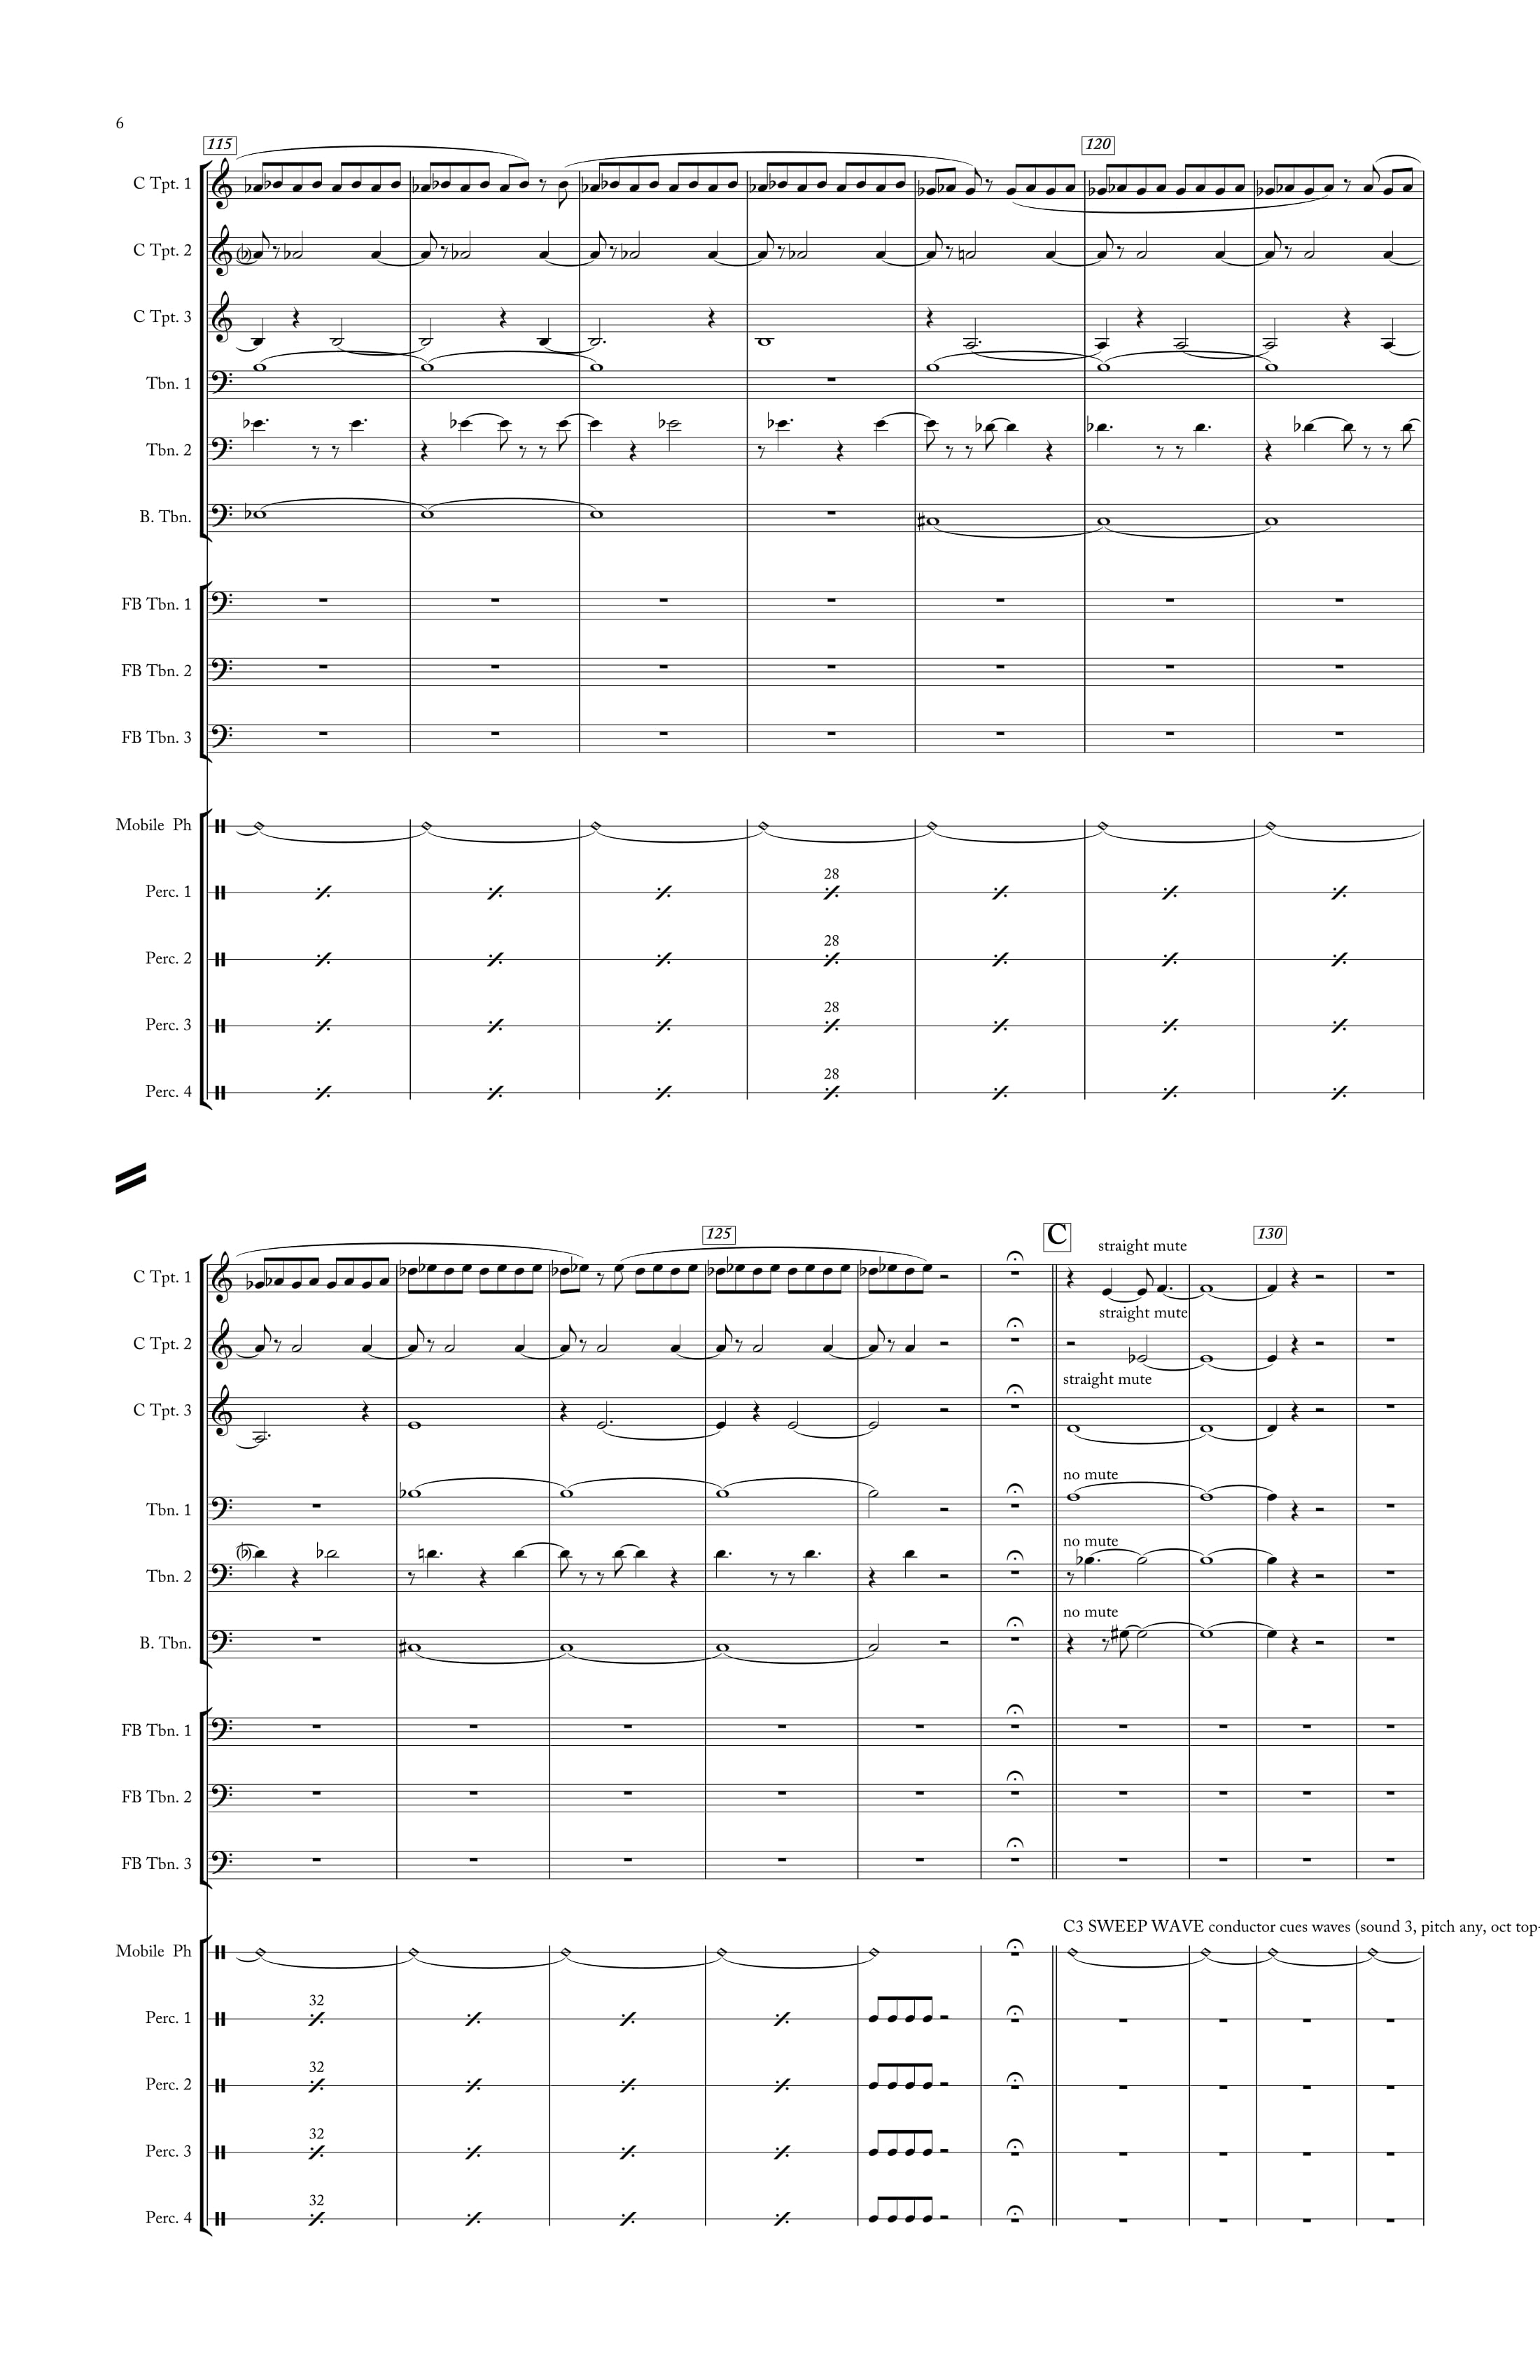 6
115
120
C Tpt. 1
C Tpt. 2
C Tpt. 3
Tbn. 1
Tbn. 2
B. Tbn.
FB Tbn. 1
FB Tbn. 2
FB Tbn. 3
Mobile Ph
28
Perc. 1
28
Perc. 2
28
Perc. 3
28
Perc. 4
125
C
130
straight mute
C Tpt. 1
straight mute
C Tpt. 2
straight mute
C Tpt. 3
no mute
Tbn. 1
no mute
Tbn. 2
no mute
B. Tbn.
FB Tbn. 1
FB Tbn. 2
FB Tbn. 3
C3 SWEEP WAVE conductor cues waves (sound 3, pitch any, oct top-
Mobile Ph
32
Perc. 1
32
Perc. 2
32
Perc. 3
32
Perc. 4